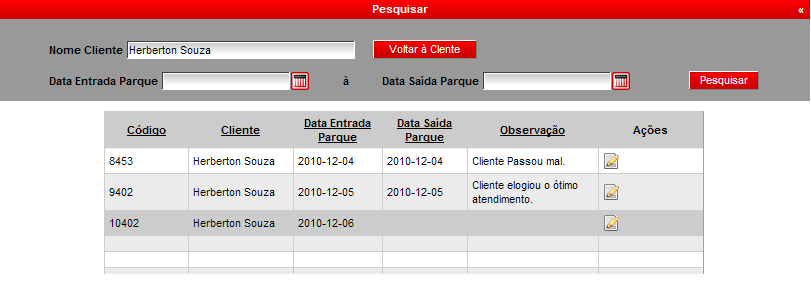 Pesquisar «
Nome Cliente Herberton Souza Voltar à Cliente
Data Entrada Parque à Data Saída Parque Pesquisar
Código Cliente Data Entrada Parque Data Saída Parque Observação Ações
8453 Herberton Souza 2010-12-04 2010-12-04 Cliente Passou mal.
9402 Herberton Souza 2010-12-05 2010-12-05 Cliente elogiou o ótimo
atendimento.
10402 Herberton Souza 2010-12-06